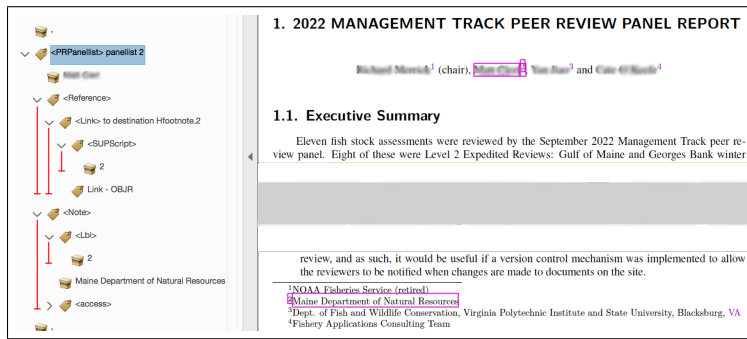 ,
<PRPanellist> panellist 2
<Reference>
<Link> to destination Hfootnote.2
<SUPScript>
2
Link - OBJR
<Note>
<Lbl>
2
Maine Department of Natural Resources
<access>
,
1. 2022 MANAGEMENT TRACK PEER REVIEW PANEL REPORT
1 (chair), 2, 3 and 4
1.1. Executive Summary
Eleven fish stock assessments were reviewed by the September 2022 Management Track peer re-
view panel. Eight of these were Level 2 Expedited Reviews: Gulf of Maine and Georges Bank winter
review, and as such, it would be useful if a version control mechanism was implemented to allow
the reviewers to be notified when changes are made to documents on the site.
1NOAA Fisheries Service (retired)
2Maine Department of Natural Resources
3Dept. of Fish and Wildlife Conservation, Virginia Polytechnic Institute and State University, Blacksburg, VA
4Fishery Applications Consulting Team